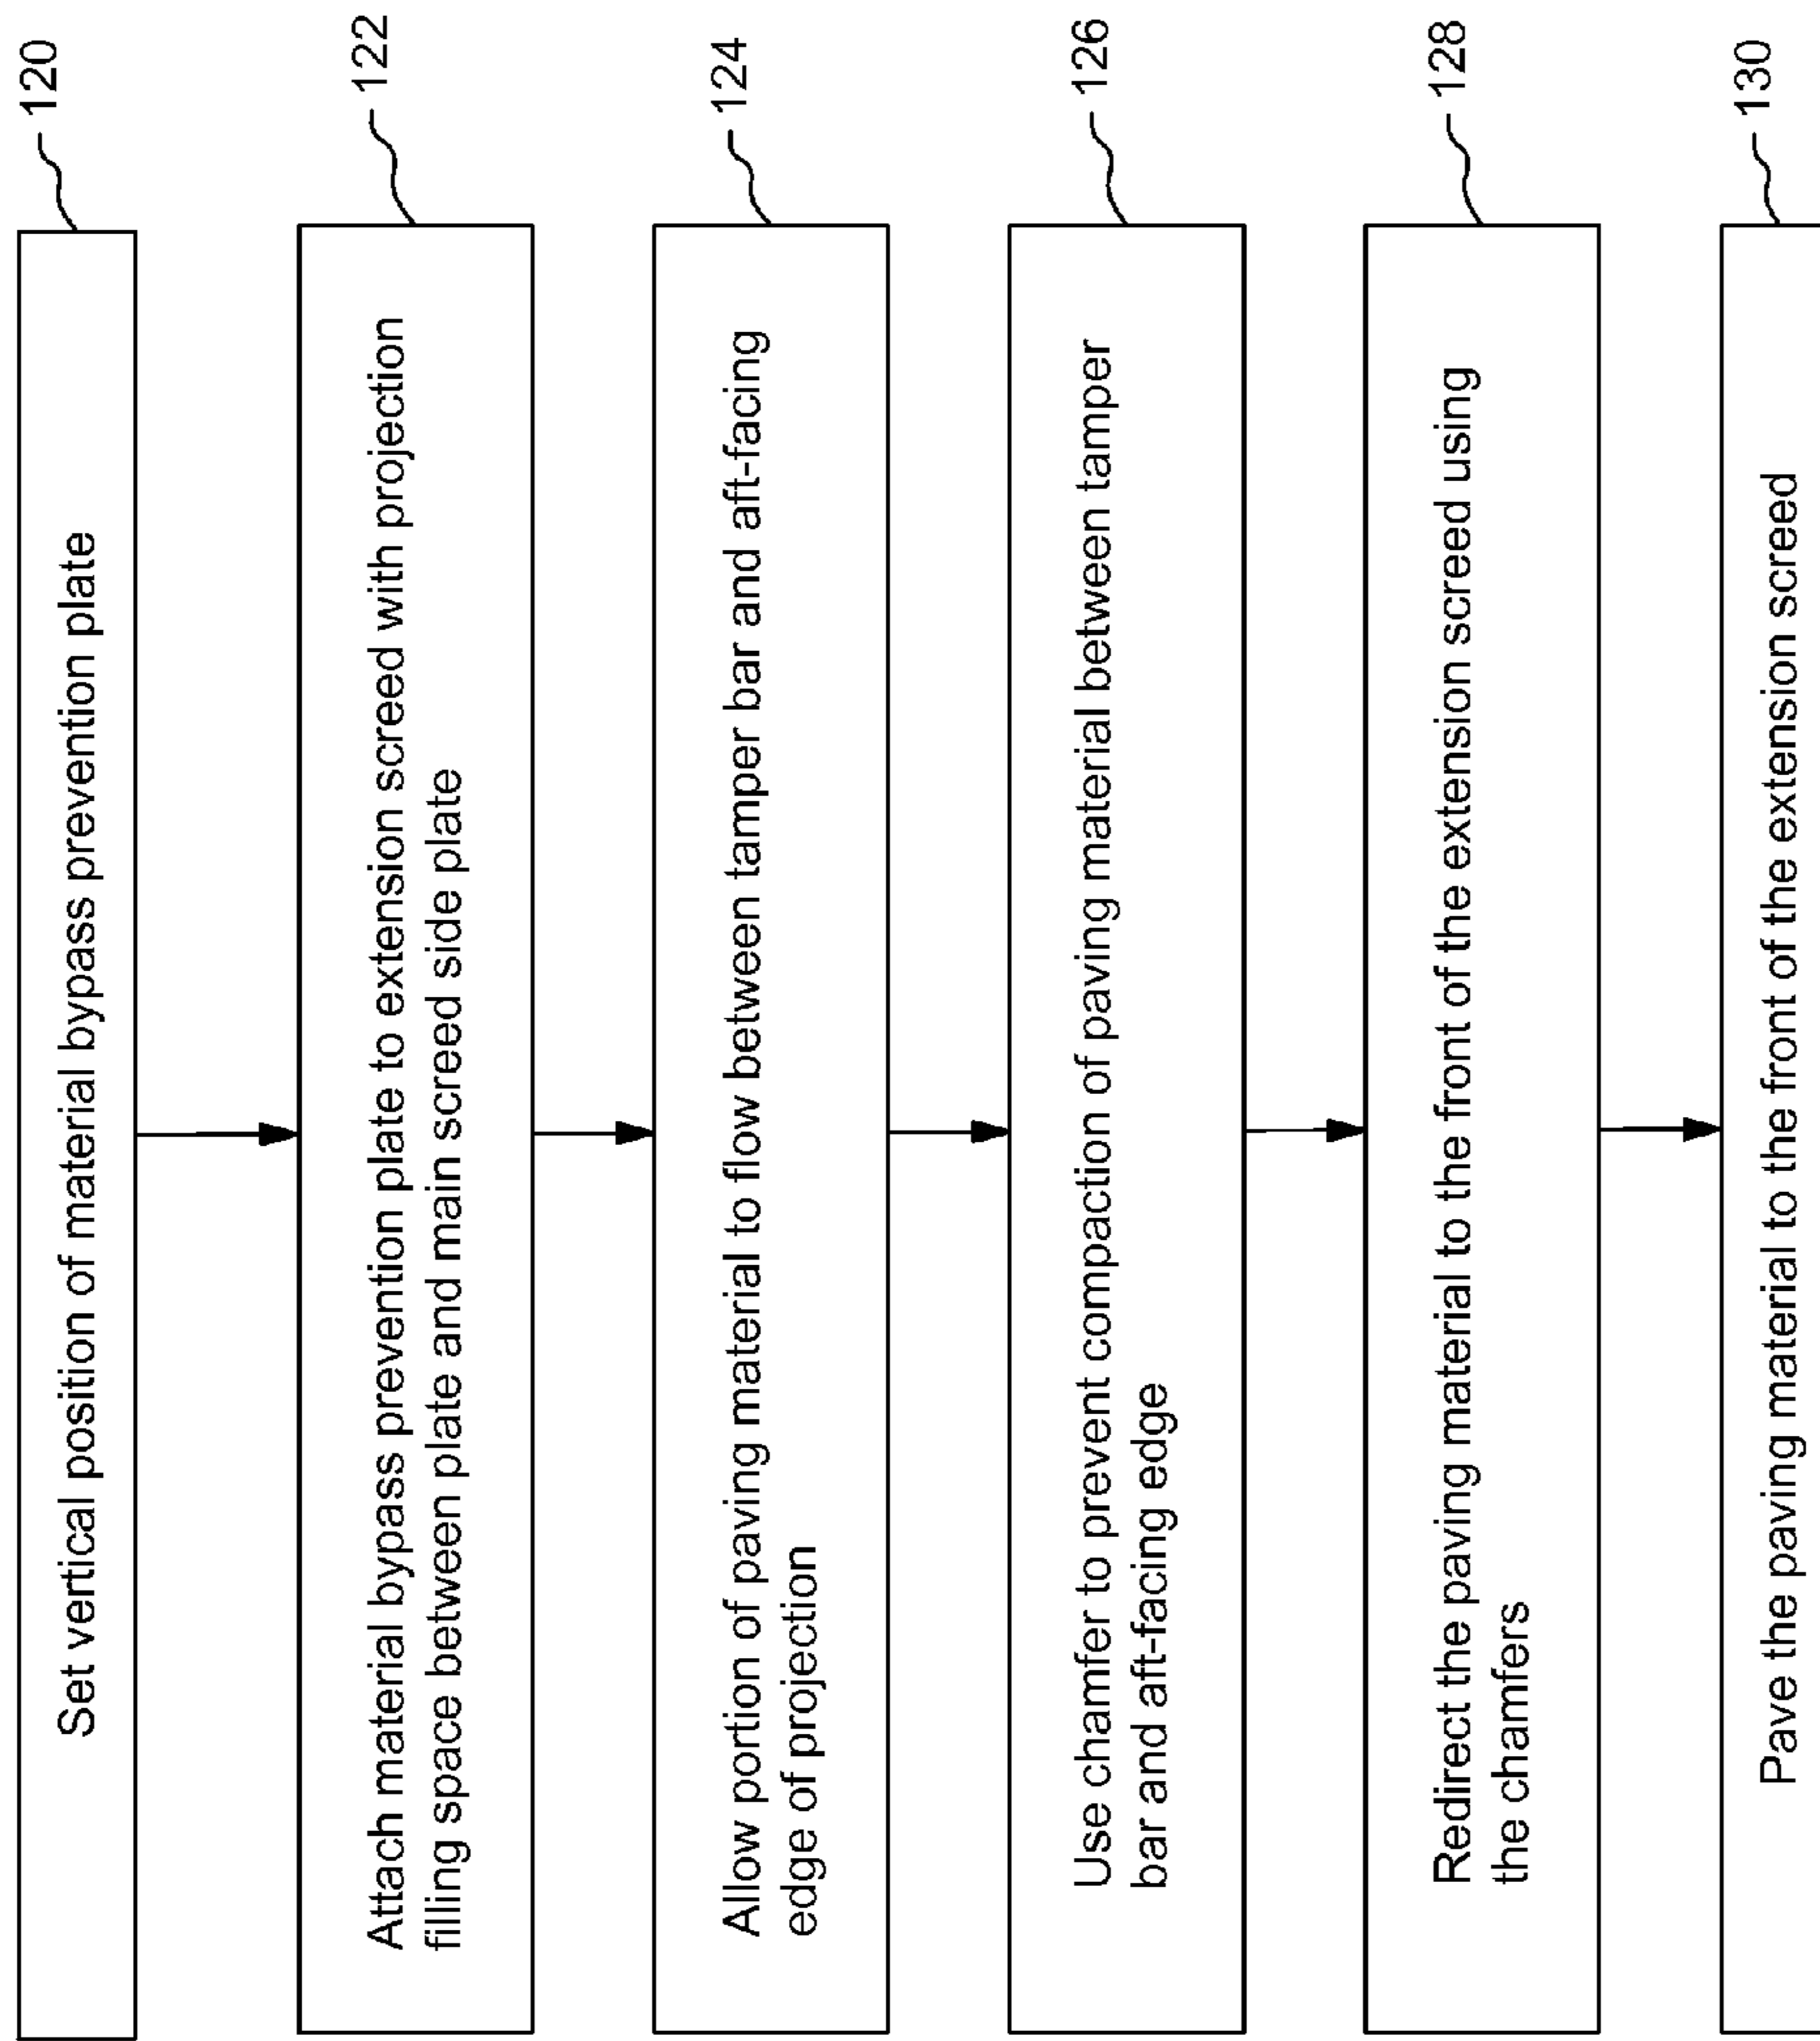 120
Set vertical position of material bypass prevention plate
122
Attach material bypass prevention plate to extension screed with projection
filling space between plate and main screed side plate
124
Allow portion of paving material to flow between tamper bar and aft-facing
edge of projection
126
Use chamfer to prevent compaction of paving material between tamper
bar and aft-facing edge
128
Redirect the paving material to the front of the extension screed using
the chamfers
130
Pave the paving material to the front of the extension screed